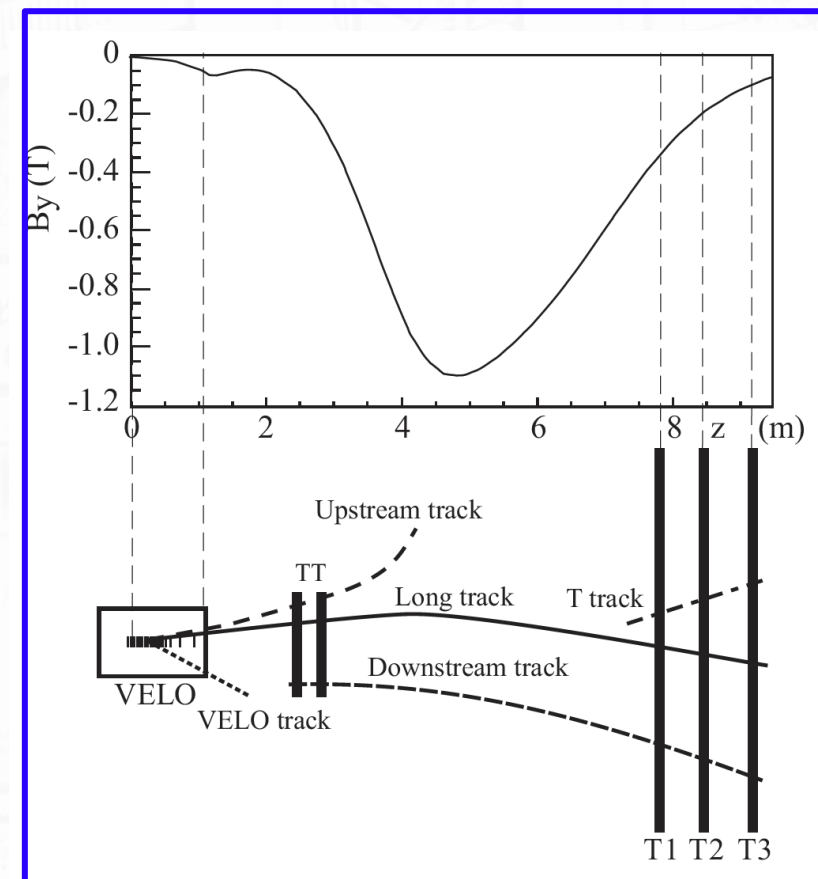 0
-0.2
-0.4
-0.6
-0.8
-1.0
-1.2
By (T)
0 2 4 6 8 z (m)
Upstream track
TT
Long track
T track
Downstream track
VELO
VELO track
T1 T2 T3